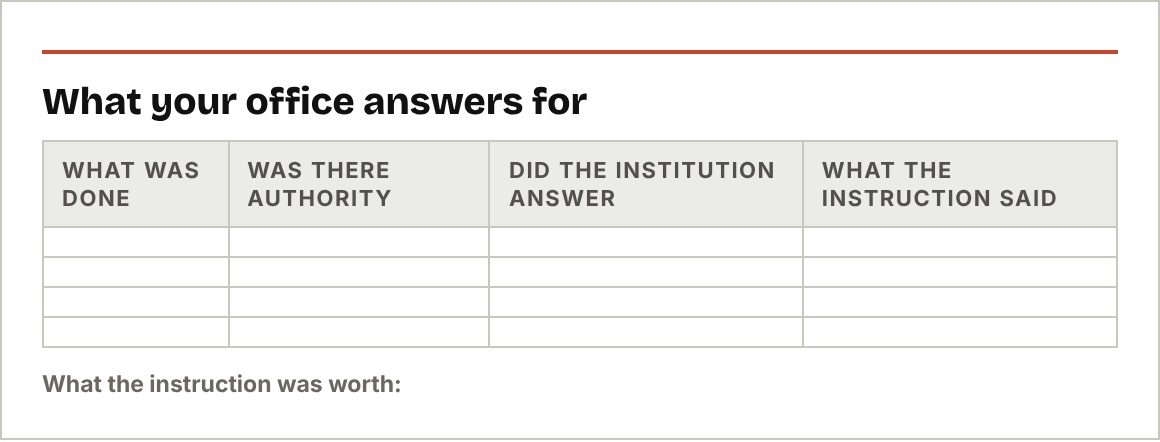 What your office answers for
WHAT WAS DONE
WAS THERE AUTHORITY
DID THE INSTITUTION ANSWER
WHAT THE INSTRUCTION SAID
What the instruction was worth: